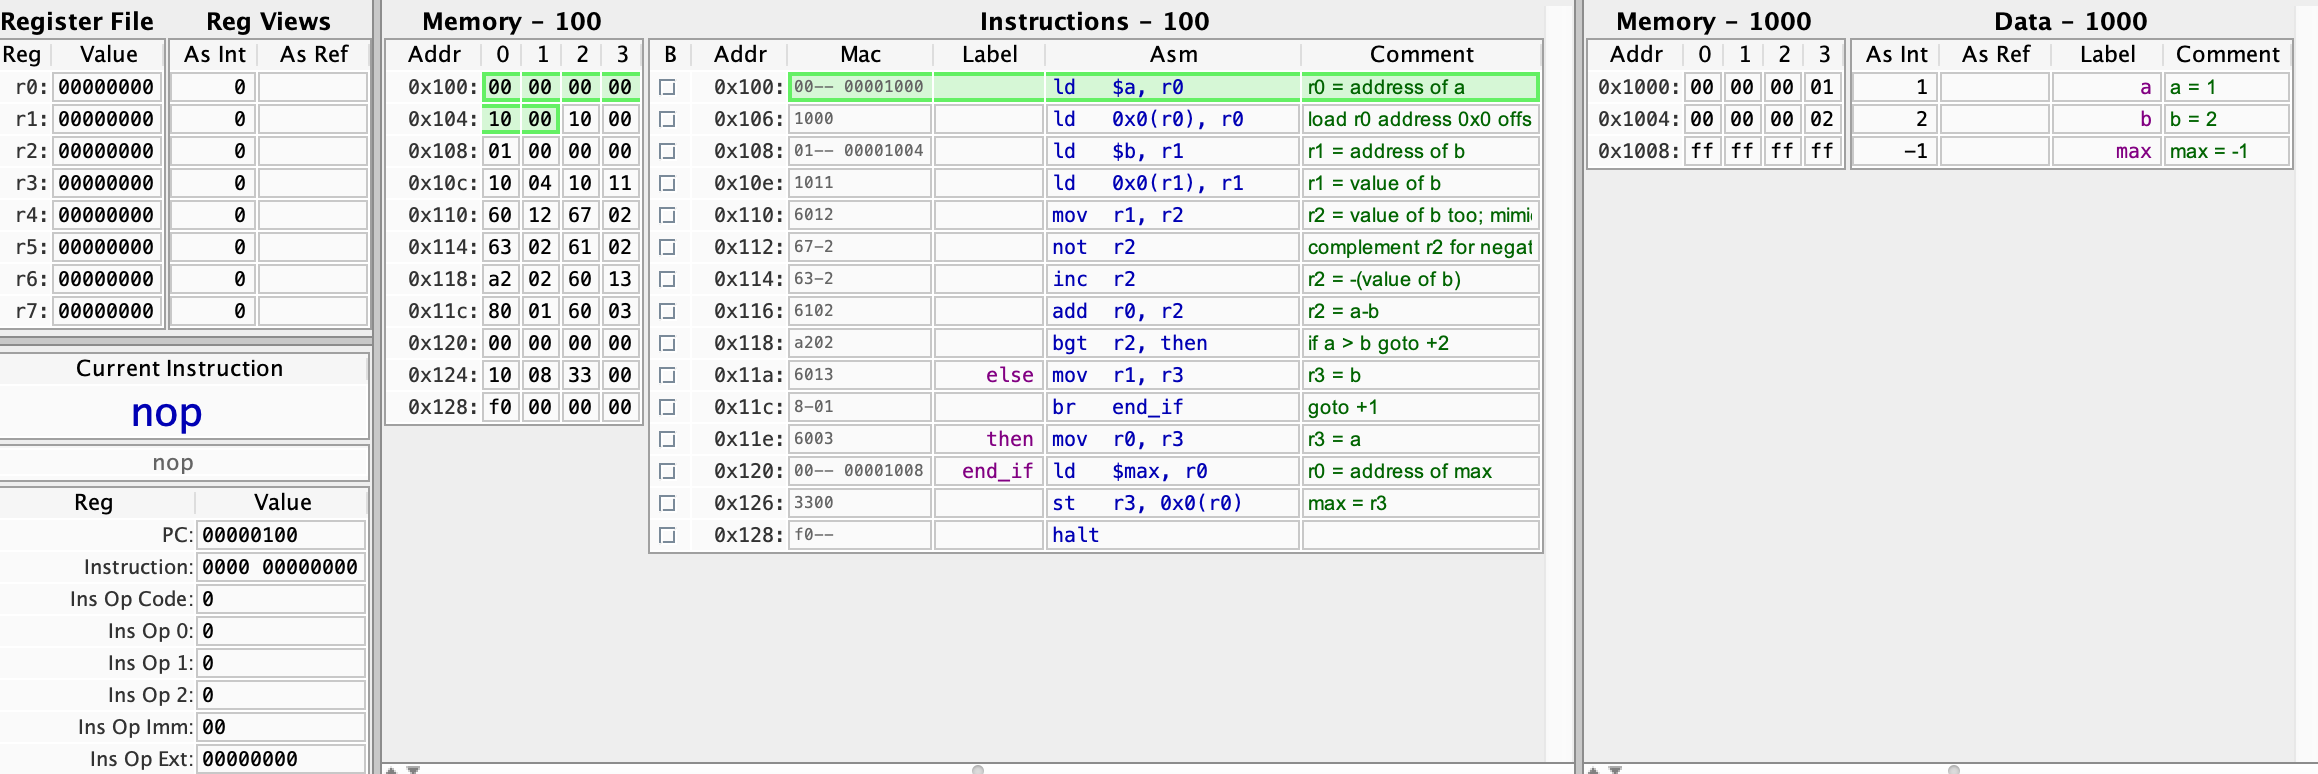 Register File Reg Views
Reg Value As Int As Ref
r0: 00000000 0
r1: 00000000 0
r2: 00000000 0
r3: 00000000 0
r4: 00000000 0
r5: 00000000 0
r6: 00000000 0
r7: 00000000 0
Current Instruction
nop
nop
Reg Value
PC: 00000100
Instruction: 0000 00000000
Ins Op Code: 0
Ins Op 0: 0
Ins Op 1: 0
Ins Op 2: 0
Ins Op Imm: 00
Ins Op Ext: 00000000
Memory - 100
Addr 0 1 2 3
0x100: 00 00 00 00
0x104: 10 00 10 00
0x108: 01 00 00 00
0x10c: 10 04 10 11
0x110: 60 12 67 02
0x114: 63 02 61 02
0x118: a2 02 60 13
0x11c: 80 01 60 03
0x120: 00 00 00 00
0x124: 10 08 33 00
0x128: f0 00 00 00
Instructions - 100
B Addr Mac Label Asm Comment
0x100: 00-- 00001000 ld $a, r0 r0 = address of a
0x106: 1000 ld 0x0(r0), r0 load r0 address 0x0 offs
0x108: 01-- 00001004 ld $b, r1 r1 = address of b
0x10e: 1011 ld 0x0(r1), r1 r1 = value of b
0x110: 6012 mov r1, r2 r2 = value of b too; mimi
0x112: 67-2 not r2 complement r2 for negat
0x114: 63-2 inc r2 r2 = -(value of b)
0x116: 6102 add r0, r2 r2 = a-b
0x118: a202 bgt r2, then if a > b goto +2
0x11a: 6013 else mov r1, r3 r3 = b
0x11c: 8-01 br end_if goto +1
0x11e: 6003 then mov r0, r3 r3 = a
0x120: 00-- 00001008 end_if ld $max, r0 r0 = address of max
0x126: 3300 st r3, 0x0(r0) max = r3
0x128: f0-- halt
Memory - 1000
Addr 0 1 2 3
0x1000: 00 00 00 01
0x1004: 00 00 00 02
0x1008: ff ff ff ff
Data - 1000
As Int As Ref Label Comment
1 a a = 1
2 b b = 2
-1 max max = -1